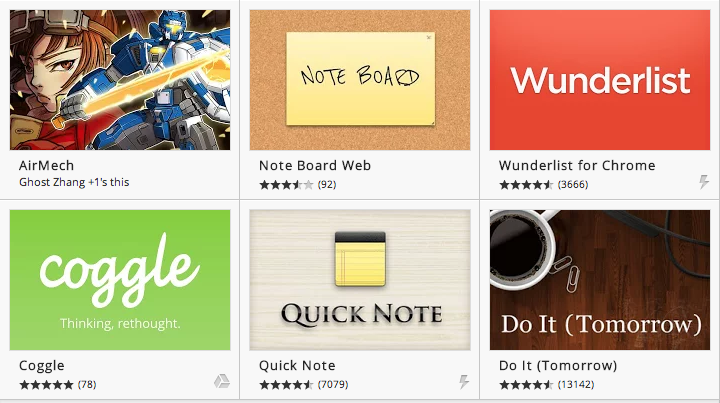 NOTE BOARD
Wunderlist
AirMech
Ghost Zhang +1's this
Note Board Web
(92)
Wunderlist for Chrome
(3666)
coggle
Thinking, rethought.
QUICK NOTE
Do It (Tomorrow)
Coggle
(78)
Quick Note
(7079)
Do It (Tomorrow)
(13142)